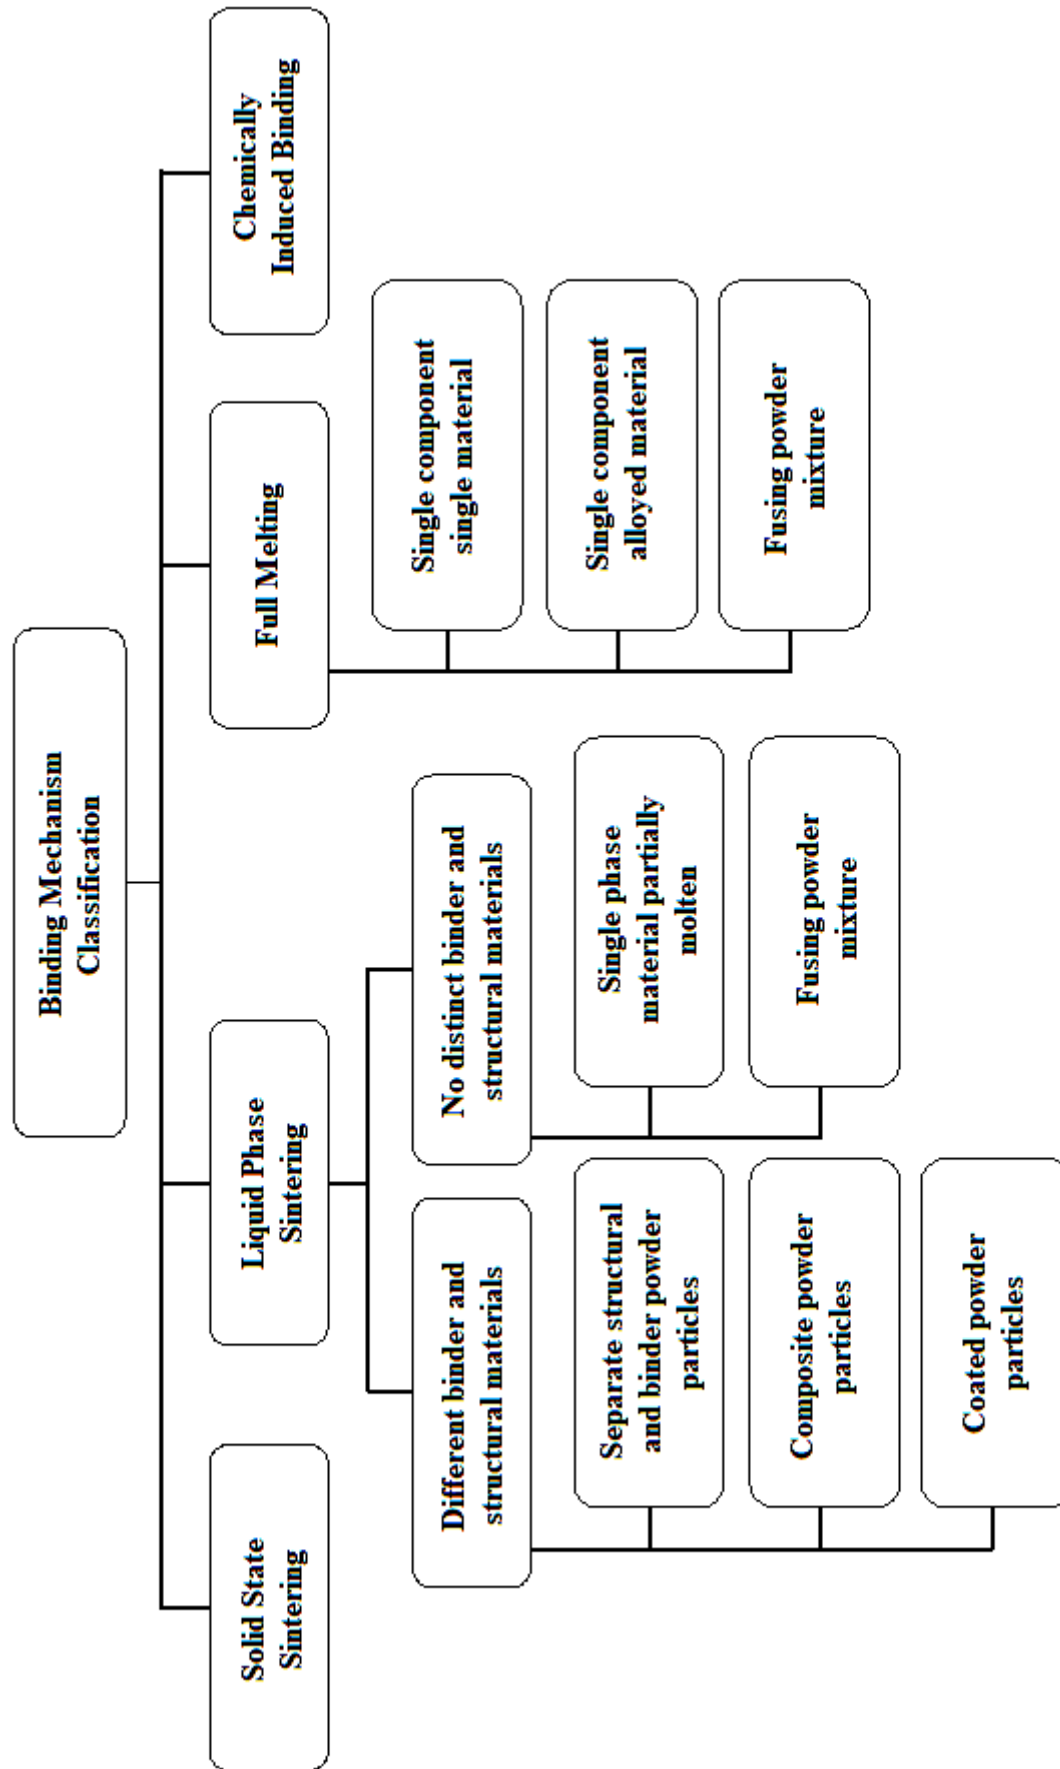 Binding Mechanism
Classification
Solid State
Sintering
Liquid Phase
Sintering
Full Melting
Chemically
Induced Binding
Different binder and
structural materials
No distinct binder and
structural materials
Separate structural
and binder powder
particles
Composite powder
particles
Coated powder
particles
Single phase
material partially
molten
Fusing powder
mixture
Single component
single material
Single component
alloyed material
Fusing powder
mixture